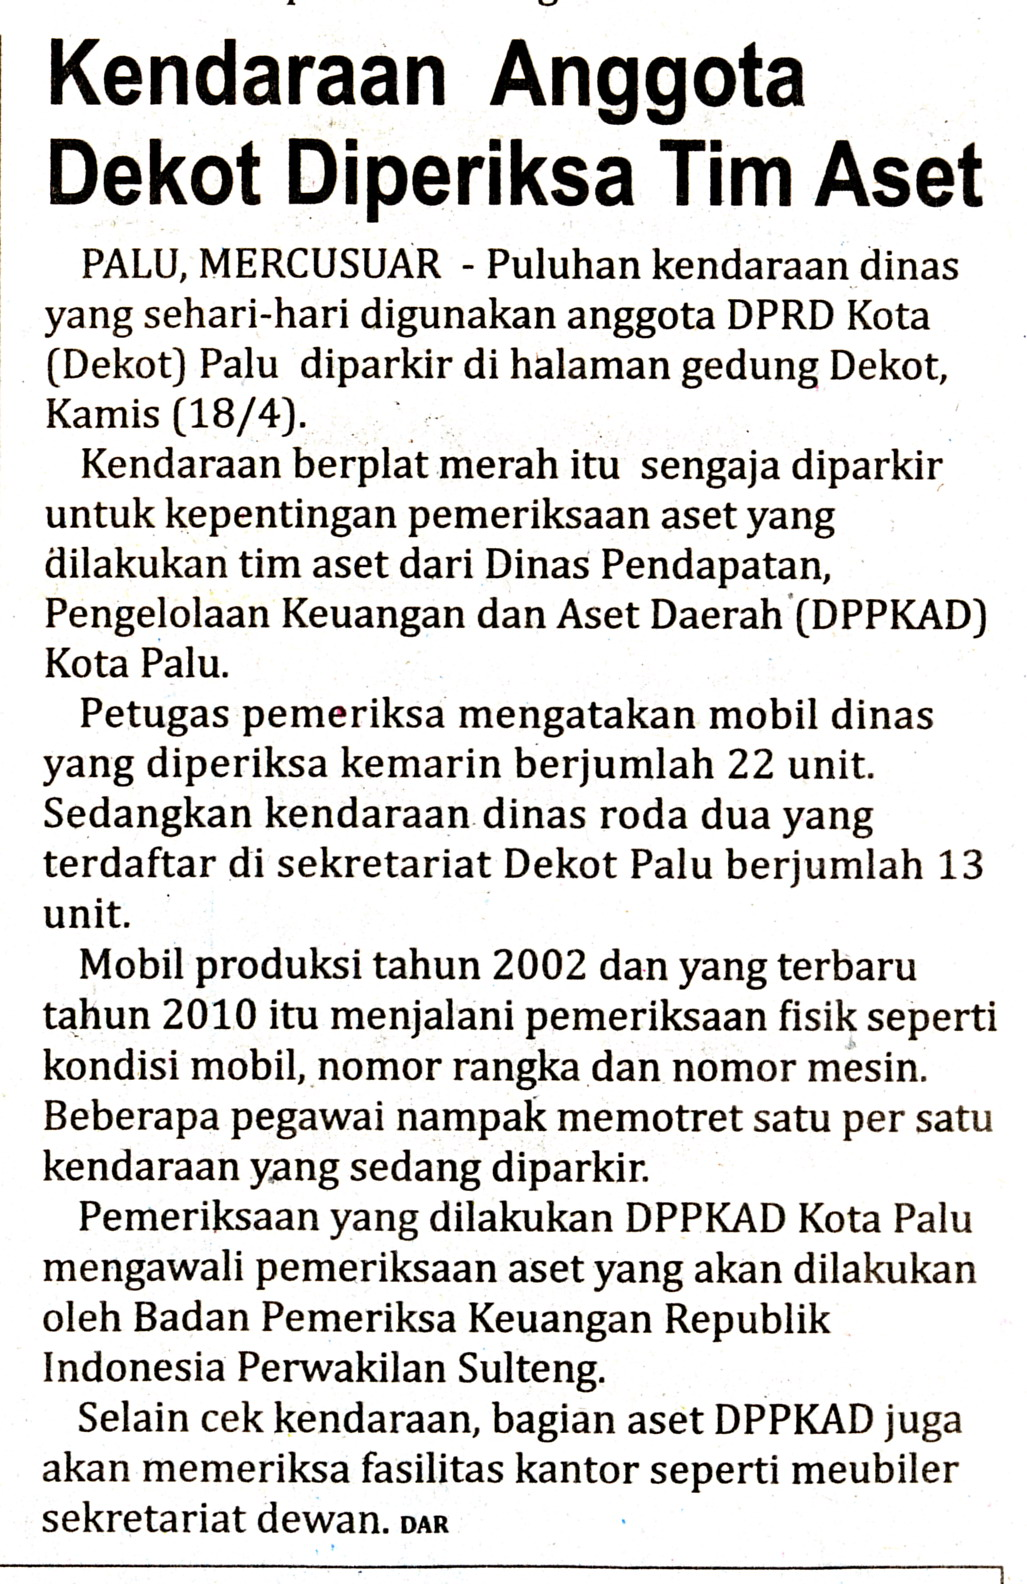 Kendaraan Anggota
Dekot Diperiksa Tim Aset
PALU, MERCUSUAR - Puluhan kendaraan dinas
yang sehari-hari digunakan anggota DPRD Kota
(Dekot) Palu diparkir di halaman gedung Dekot,
Kamis (18/4).
Kendaraan berplat merah itu sengaja diparkir
untuk kepentingan pemeriksaan aset yang
dilakukan tim aset dari Dinas Pendapatan,
Pengelolaan Keuangan dan Aset Daerah (DPPKAD)
Kota Palu.
Petugas pemeriksa mengatakan mobil dinas
yang diperiksa kemarin berjumlah 22 unit.
Sedangkan kendaraan dinas roda dua yang
terdaftar di sekretariat Dekot Palu berjumlah 13
unit.
Mobil produksi tahun 2002 dan yang terbaru
tahun 2010 itu menjalani pemeriksaan fisik seperti
kondisi mobil, nomor rangka dan nomor mesin.
Beberapa pegawai nampak memotret satu per satu
kendaraan yang sedang diparkir.
Pemeriksaan yang dilakukan DPPKAD Kota Palu
mengawali pemeriksaan aset yang akan dilakukan
oleh Badan Pemeriksa Keuangan Republik
Indonesia Perwakilan Sulteng.
Selain cek kendaraan, bagian aset DPPKAD juga
akan memeriksa fasilitas kantor seperti meubiler
sekretariat dewan. DAR